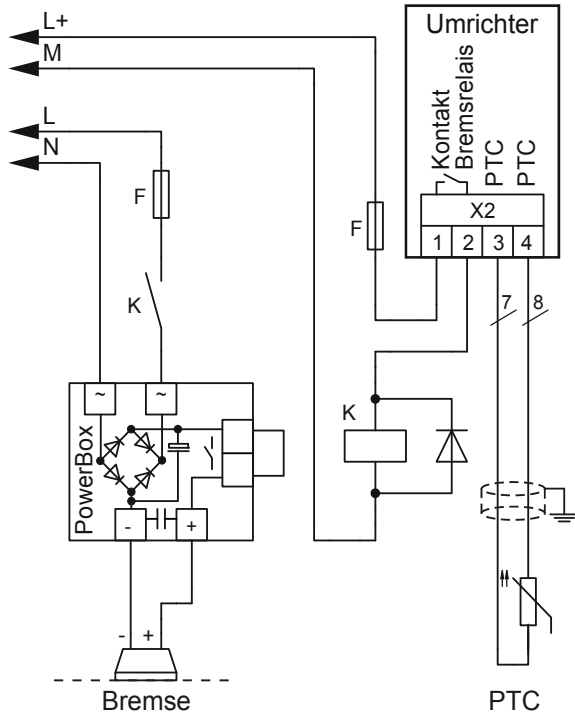 L+
M
L
N
Umrichter
Kontakt
Bremsrelais
PTC
PTC
X2
1 2 3 4
F
F
K
7 8
K
~ ~
PowerBox
- +
- +
Bremse
PTC